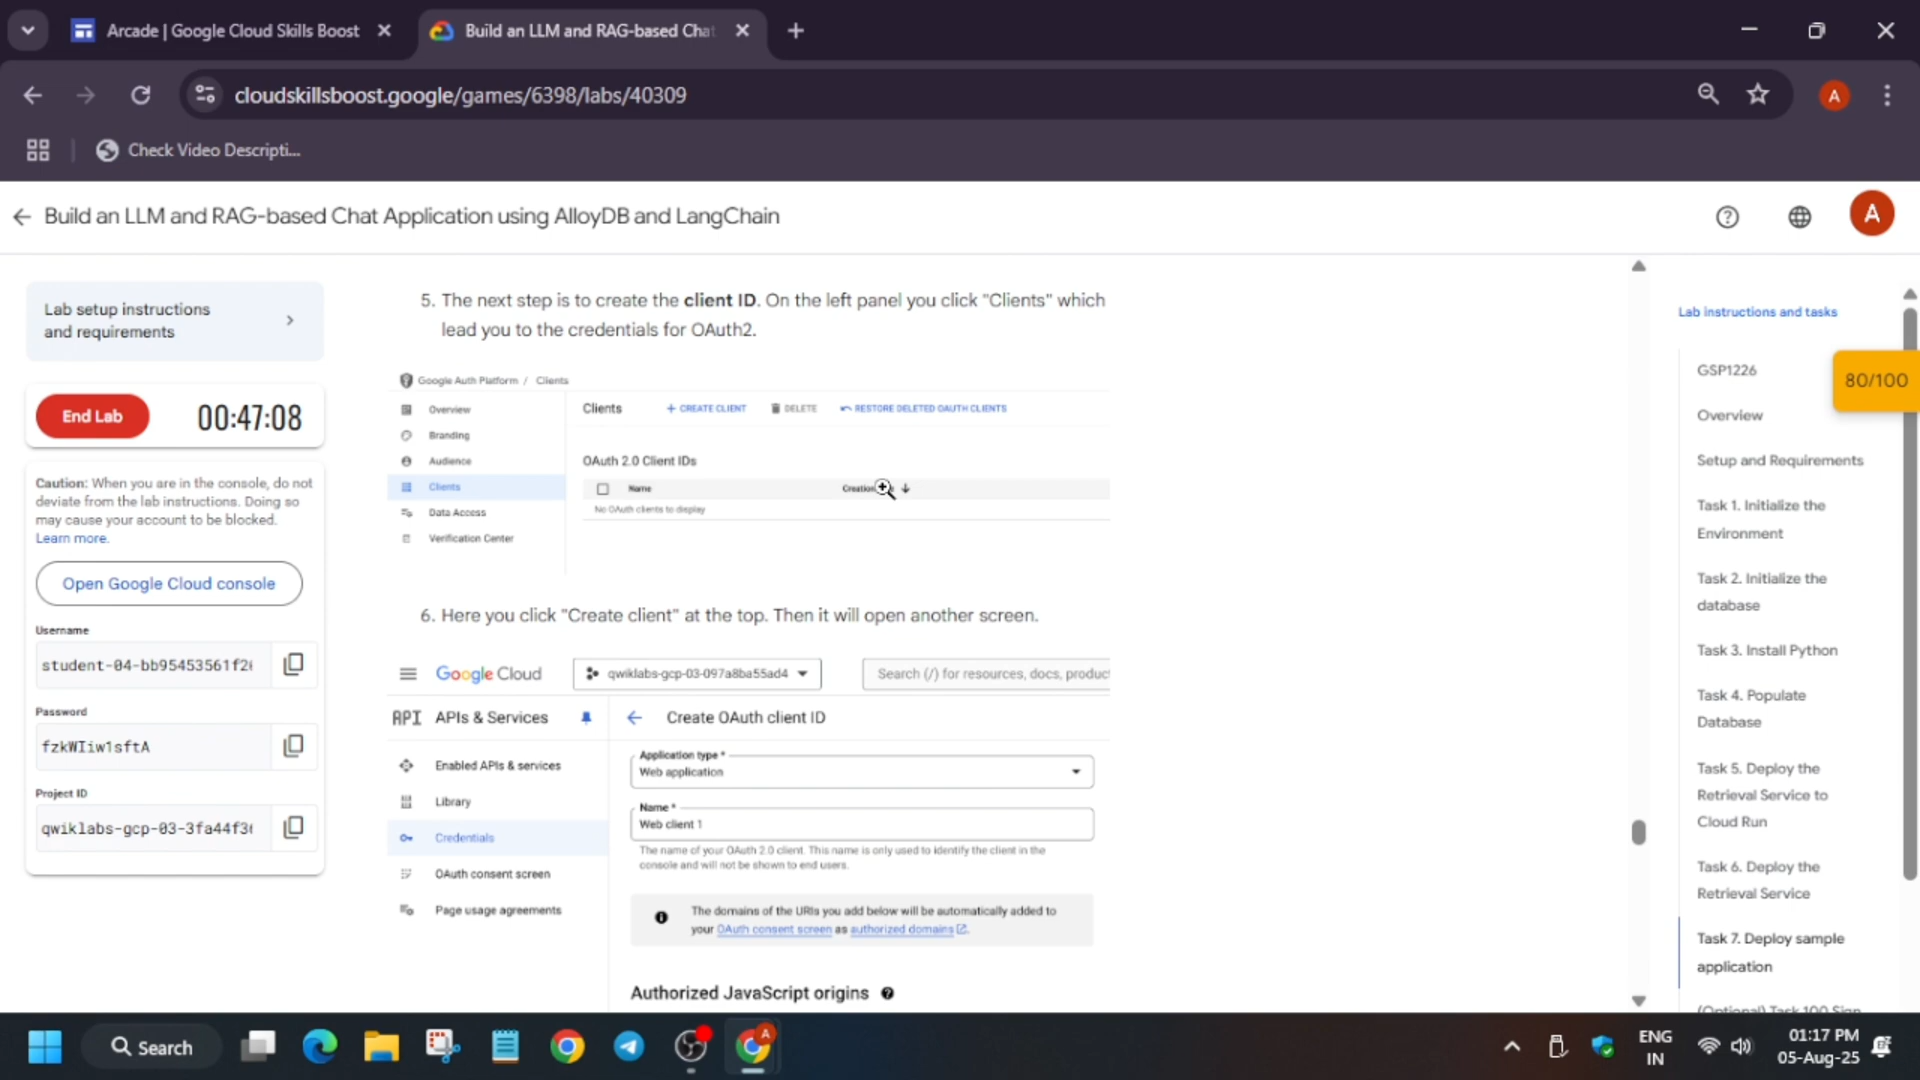 Arcade | Google Cloud Skills Boost
Build an LLM and RAG-based Chat
cloudskillsboost.google/games/6398/labs/40309
A
Check Video Descripti...
Build an LLM and RAG-based Chat Application using AlloyDB and LangChain
A
Lab setup instructions
and requirements
End Lab
00:47:08
Caution: When you are in the console, do not
deviate from the lab instructions. Doing so
may cause your account to be blocked.
Learn more.
Open Google Cloud console
Username
student-04-bb95453561f2
Password
fzkWIiw1sftA
Project ID
qwiklabs-gcp-03-3fa44f3
5. The next step is to create the client ID. On the left panel you click "Clients" which
lead you to the credentials for OAuth2.
Google Auth Platform / Clients
Overview
Branding
Audience
Clients
Data Access
Verification Center
Clients
+ CREATE CLIENT
DELETE
RESTORE DELETED OAUTH CLIENTS
OAuth 2.0 Client IDs
Name
Creation
No OAuth clients to display
6. Here you click "Create client" at the top. Then it will open another screen.
Google Cloud
qwiklabs-gcp-03-097a8ba55ad4
Search (/) for resources, docs, product
API APIs & Services
Create OAuth client ID
Enabled APIs & services
Library
Credentials
OAuth consent screen
Page usage agreements
Application type *
Web application
Name *
Web client 1
The name of your OAuth 2.0 client. This name is only used to identify the client in the
console and will not be shown to end users.
The domains of the URIs you add below will be automatically added to
your OAuth consent screen as authorized domains.
Authorized JavaScript origins
Lab instructions and tasks
80/100
GSP1226
Overview
Setup and Requirements
Task 1. Initialize the
Environment
Task 2. Initialize the
database
Task 3. Install Python
Task 4. Populate
Database
Task 5. Deploy the
Retrieval Service to
Cloud Run
Task 6. Deploy the
Retrieval Service
Task 7. Deploy sample
application
(Optional) Task 100 Sign
Search
A
ENG
IN
01:17 PM
05-Aug-25